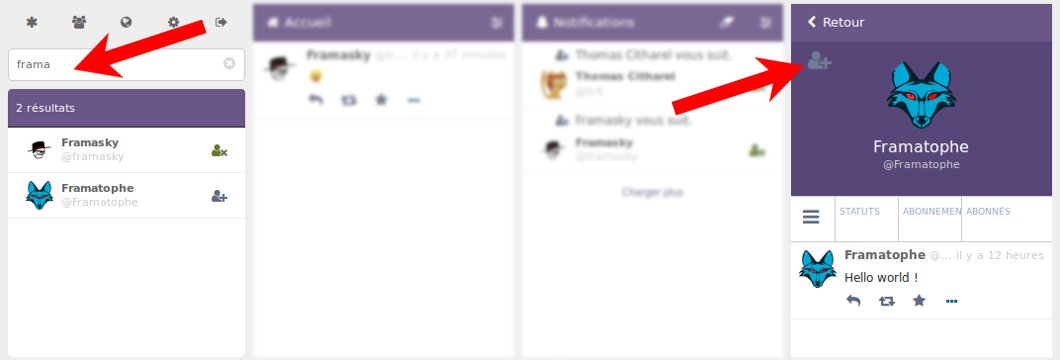 frama
2 résultats
Framasky
@framasky
Framatophe
@Framatophe
Accueil
Framasky @b... il y a 37 minutes
Notifications
Thomas Citharel vous suit.
Thomas Citharel
@tcit
Framasky vous suit.
Framasky
@framasky
Charger plus
Retour
Framatophe
@Framatophe
STATUTS ABONNEMEN ABONNÉS
Framatophe @... il y a 12 heures
Hello world !